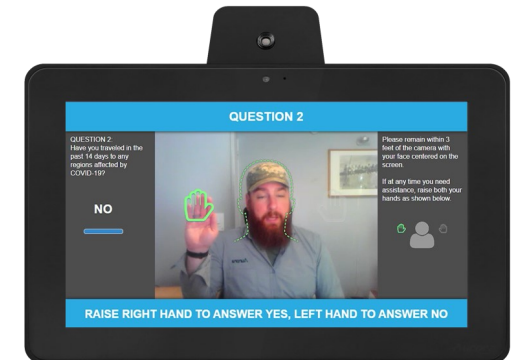 QUESTION 2
QUESTION 2:
Have you traveled in the
past 14 days to any
regions affected by
COVID-19?
NO
Please remain within 3
feet of the camera with
your face centered on the
screen.
If at any time you need
assistance, raise both your
hands as shown below.
RAISE RIGHT HAND TO ANSWER YES, LEFT HAND TO ANSWER NO